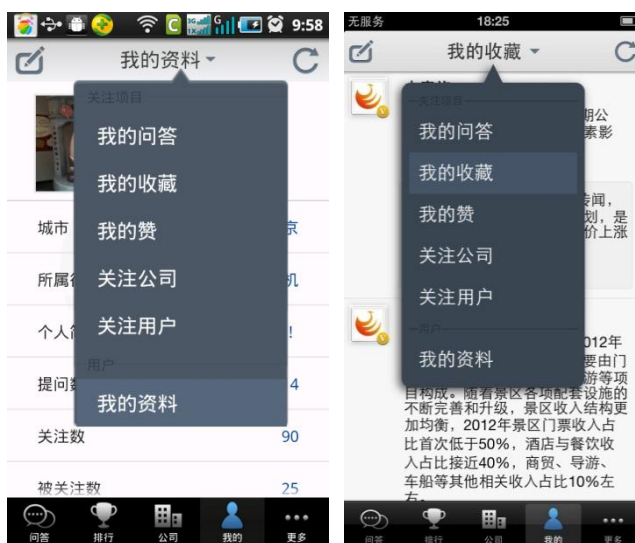 9:58
我的资料
关注项目
我的问答
我的收藏
我的赞
关注公司
关注用户
用户
我的资料
城市
京
所属
机
个人
!
提问
4
关注数
90
被关注数
25
问答
排行
公司
我的
更多
无服务
18:25
我的收藏
关注项目
我的问答
我的收藏
我的赞
关注公司
关注用户
用户
我的资料
期公
素影
传闻，
划，是
价上涨
012年
要由门
游等项
目构成。随着景区各项配套设施的
不断完善和升级，景区收入结构更
加均衡，2012年景区门票收入占
比首次低于50%，酒店与餐饮收
入占比接近40%，商贸、导游、
车船等其他相关收入占比10%左
右。
问答
排行
公司
我的
更多